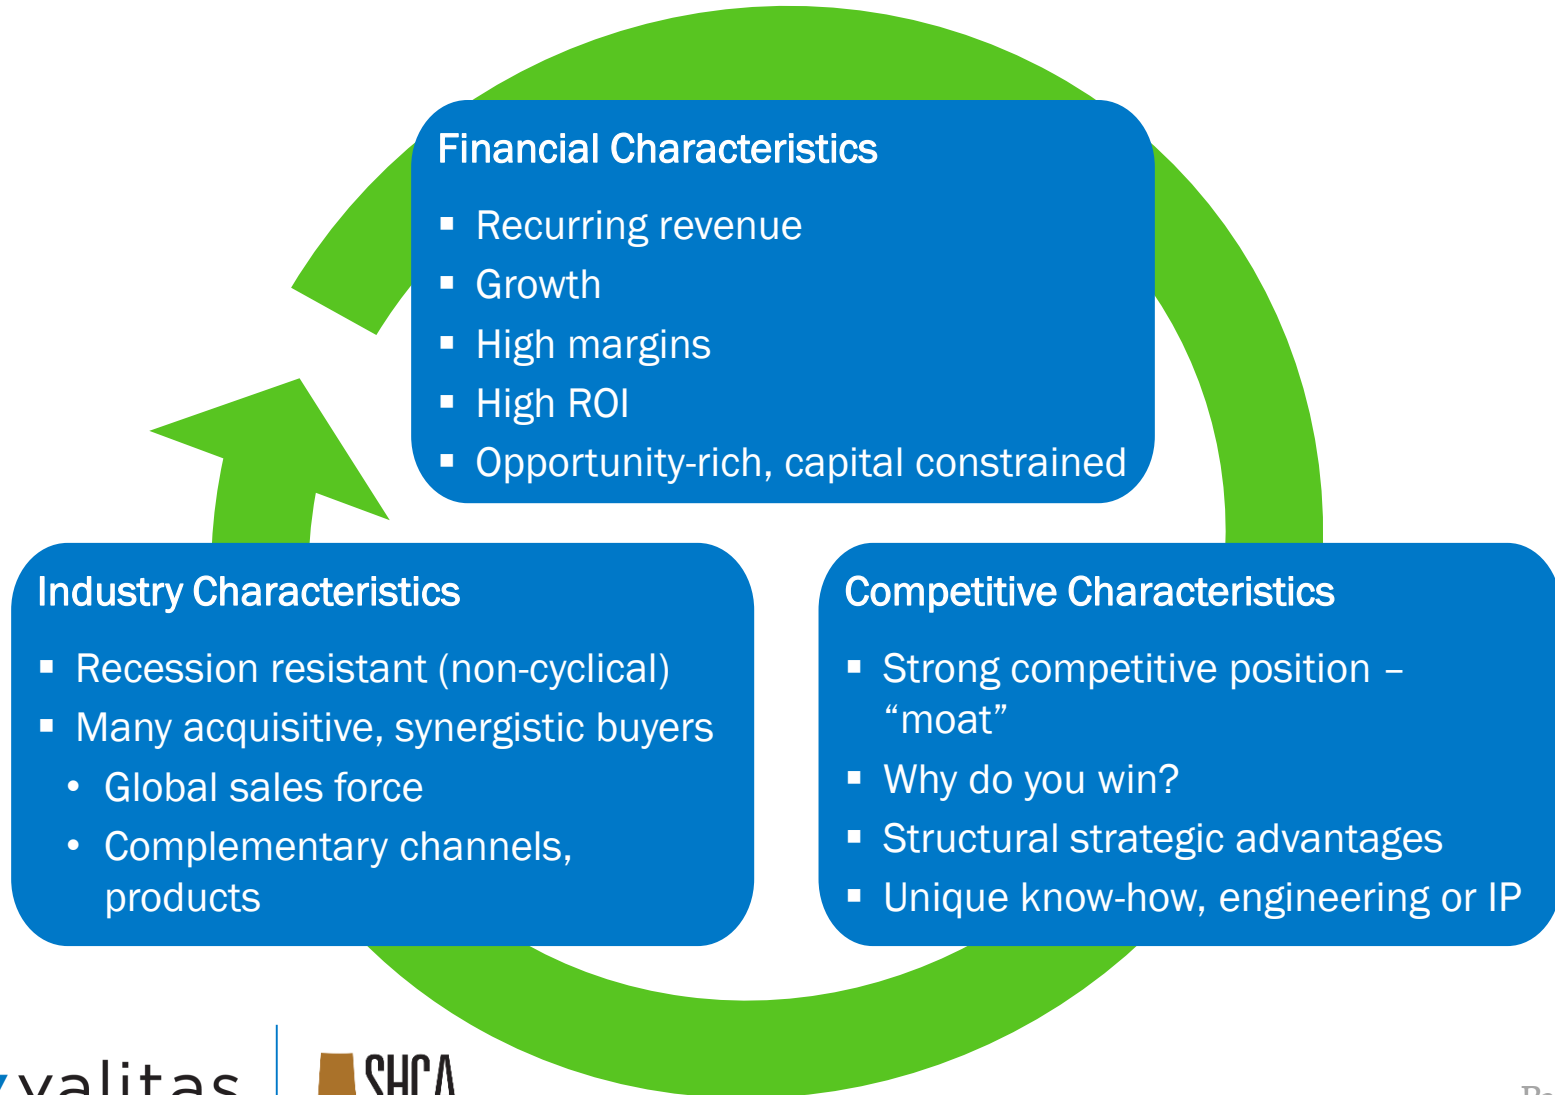 Financial Characteristics
▪ Recurring revenue
▪ Growth
▪ High margins
▪ High ROI
▪ Opportunity-rich, capital constrained
Industry Characteristics
▪ Recession resistant (non-cyclical)
▪ Many acquisitive, synergistic buyers
• Global sales force
• Complementary channels,
products
Competitive Characteristics
▪ Strong competitive position –
“moat”
▪ Why do you win?
▪ Structural strategic advantages
▪ Unique know-how, engineering or IP
valitas
SHCA